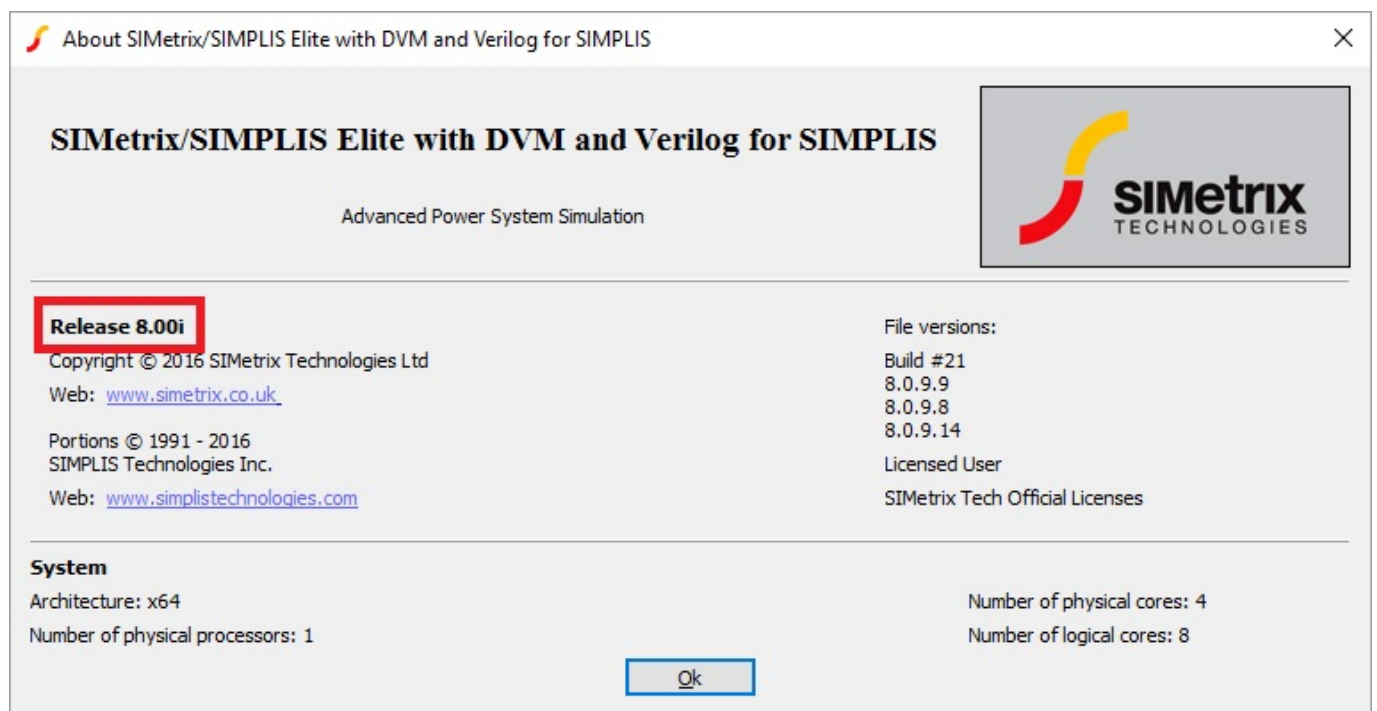 About SIMetrix/SIMPLIS Elite with DVM and Verilog for SIMPLIS
SIMetrix/SIMPLIS Elite with DVM and Verilog for SIMPLIS
Advanced Power System Simulation
SIMetrix
TECHNOLOGIES
Release 8.00i
Copyright © 2016 SIMetrix Technologies Ltd
Web: www.simetrix.co.uk
Portions © 1991 - 2016
SIMPLIS Technologies Inc.
Web: www.simplistechnologies.com
File versions:
Build #21
8.0.9.9
8.0.9.8
8.0.9.14
Licensed User
SIMetrix Tech Official Licenses
System
Architecture: x64
Number of physical processors: 1
Number of physical cores: 4
Number of logical cores: 8
Ok